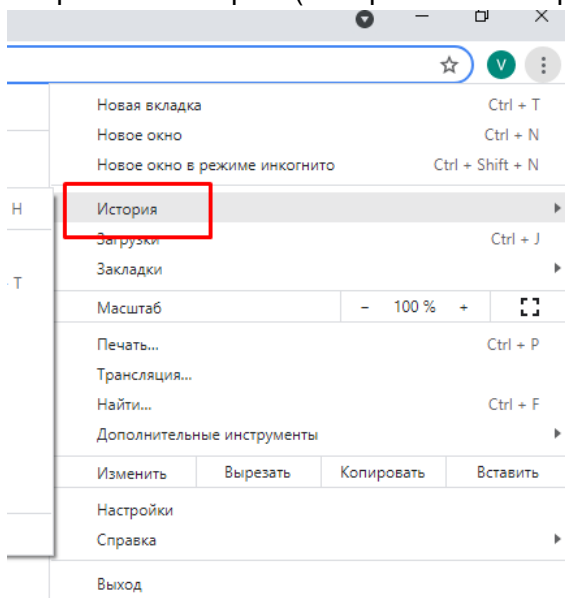 V
Новая вкладка Ctrl + T
Новое окно Ctrl + N
Новое окно в режиме инкогнито Ctrl + Shift + N
H История
Загрузки Ctrl + J
T Закладки
Масштаб - 100 % +
Печать... Ctrl + P
Трансляция...
Найти... Ctrl + F
Дополнительные инструменты
Изменить Вырезать Копировать Вставить
Настройки
Справка
Выход